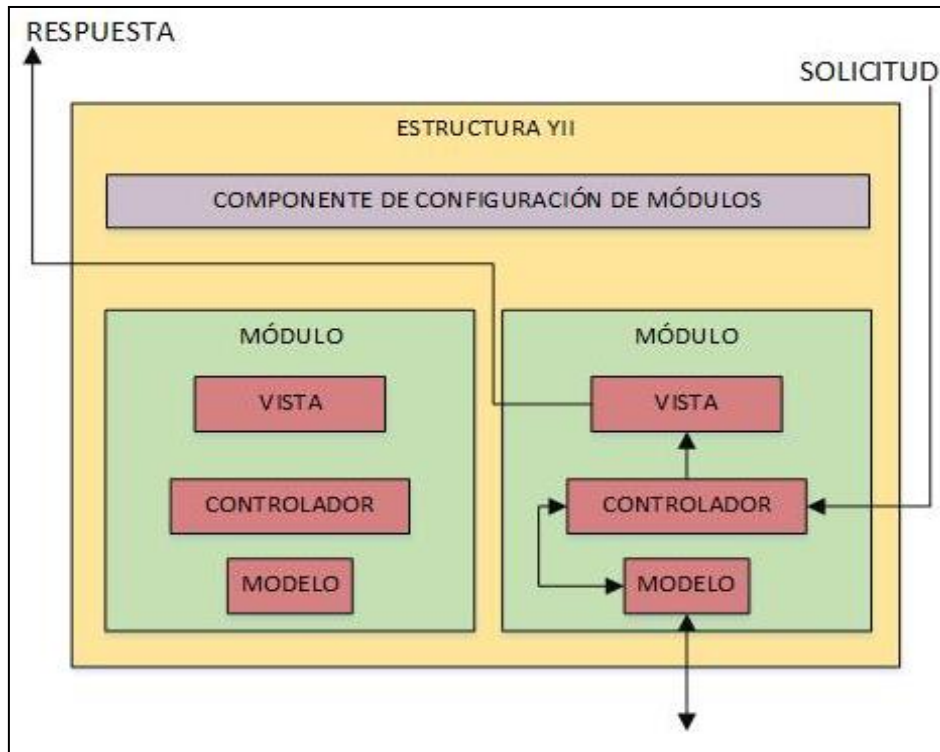 RESPUESTA
SOLICITUD
ESTRUCTURA YII
COMPONENTE DE CONFIGURACIÓN DE MÓDULOS
MÓDULO
VISTA
CONTROLADOR
MODELO
MÓDULO
VISTA
CONTROLADOR
MODELO